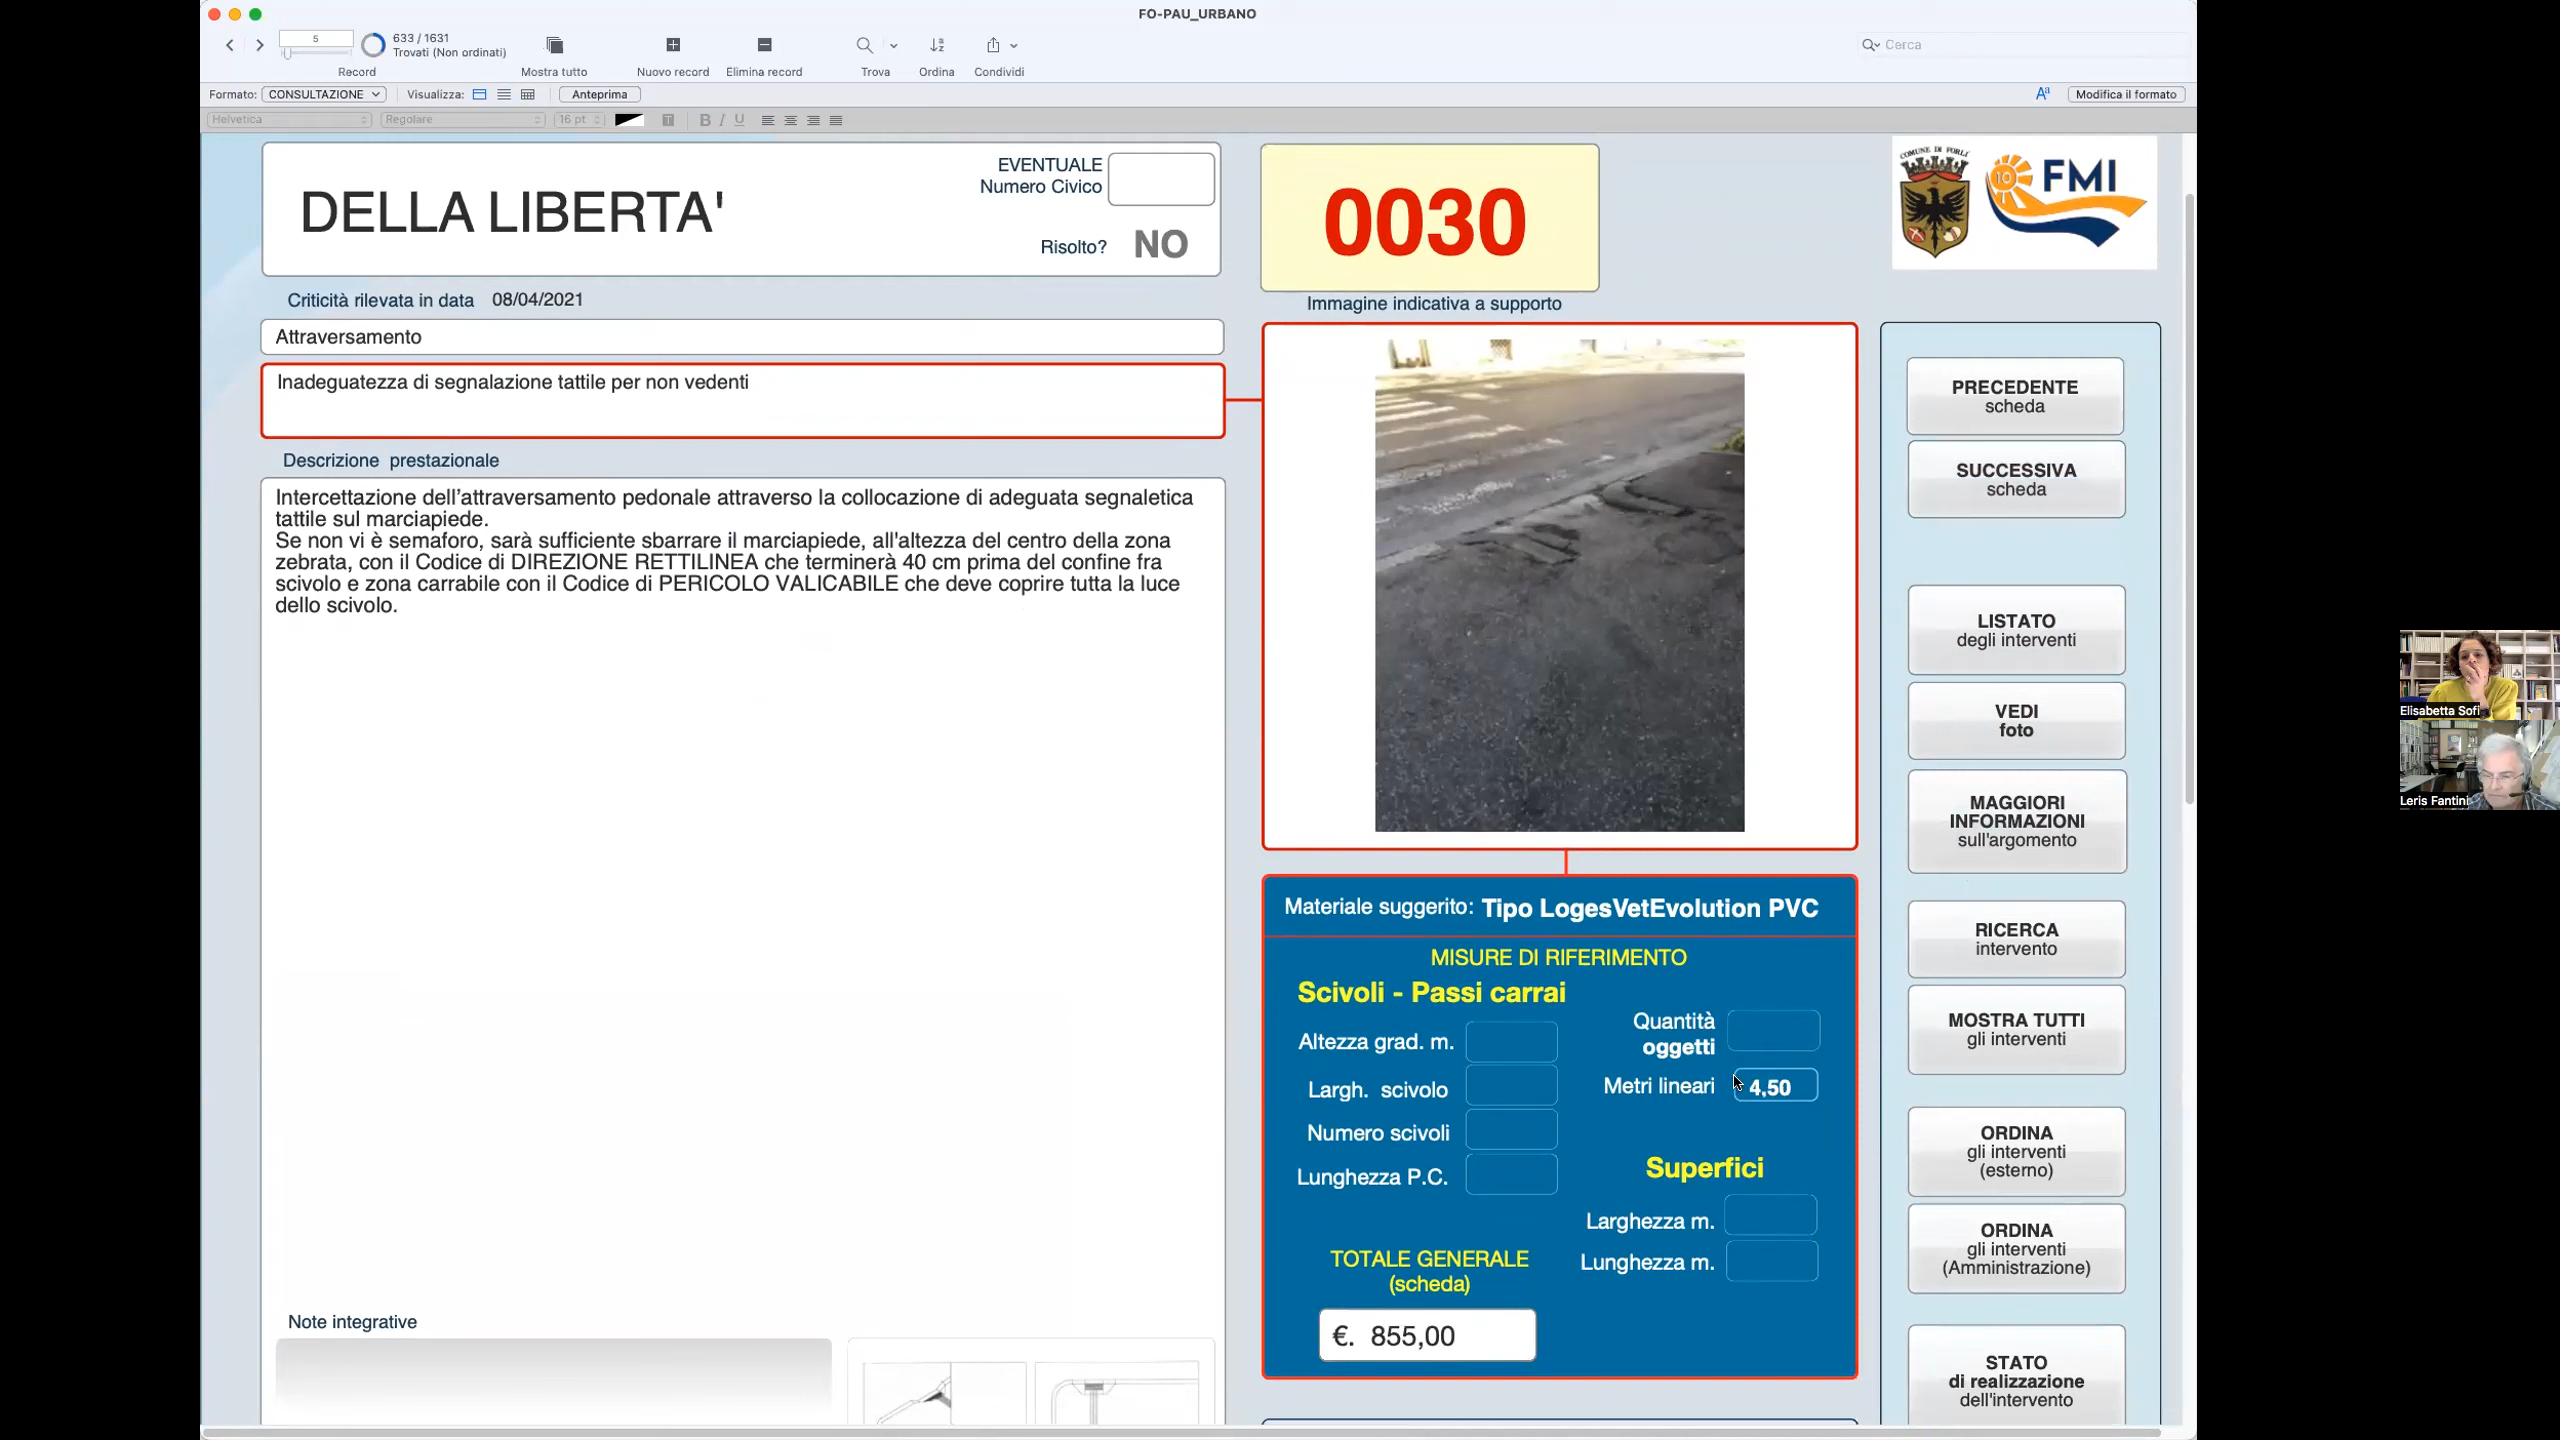 FO-PAU_URBANO
5
633 / 1631
Trovati (Non ordinati)
Record
Mostra tutto
Nuovo record
Elimina record
Trova
Ordina
Condividi
Cerca
Formato: CONSULTAZIONE
Visualizza:
Anteprima
Aa
Modifica il formato
Helvetica
Regolare
16 pt
B I U
DELLA LIBERTA'
EVENTUALE
Numero Civico
Risolto? NO
0030
COMUNE DI FORLÌ
10
FMI
Criticità rilevata in data 08/04/2021
Immagine indicativa a supporto
Attraversamento
Inadeguatezza di segnalazione tattile per non vedenti
Descrizione prestazionale
Intercettazione dell'attraversamento pedonale attraverso la collocazione di adeguata segnaletica
tattile sul marciapiede.
Se non vi è semaforo, sarà sufficiente sbarrare il marciapiede, all'altezza del centro della zona
zebrata, con il Codice di DIREZIONE RETTILINEA che terminerà 40 cm prima del confine fra
scivolo e zona carrabile con il Codice di PERICOLO VALICABILE che deve coprire tutta la luce
dello scivolo.
Note integrative
Materiale suggerito: Tipo LogesVetEvolution PVC
MISURE DI RIFERIMENTO
Scivoli - Passi carrai
Altezza grad. m.
Largh. scivolo
Numero scivoli
Lunghezza P.C.
Quantità
oggetti
Metri lineari 4,50
Superfici
Larghezza m.
Lunghezza m.
TOTALE GENERALE
(scheda)
€. 855,00
PRECEDENTE
scheda
SUCCESSIVA
scheda
LISTATO
degli interventi
VEDI
foto
MAGGIORI
INFORMAZIONI
sull'argomento
RICERCA
intervento
MOSTRA TUTTI
gli interventi
ORDINA
gli interventi
(esterno)
ORDINA
gli interventi
(Amministrazione)
STATO
di realizzazione
dell'intervento
Elisabetta Sofi
Leris Fantini